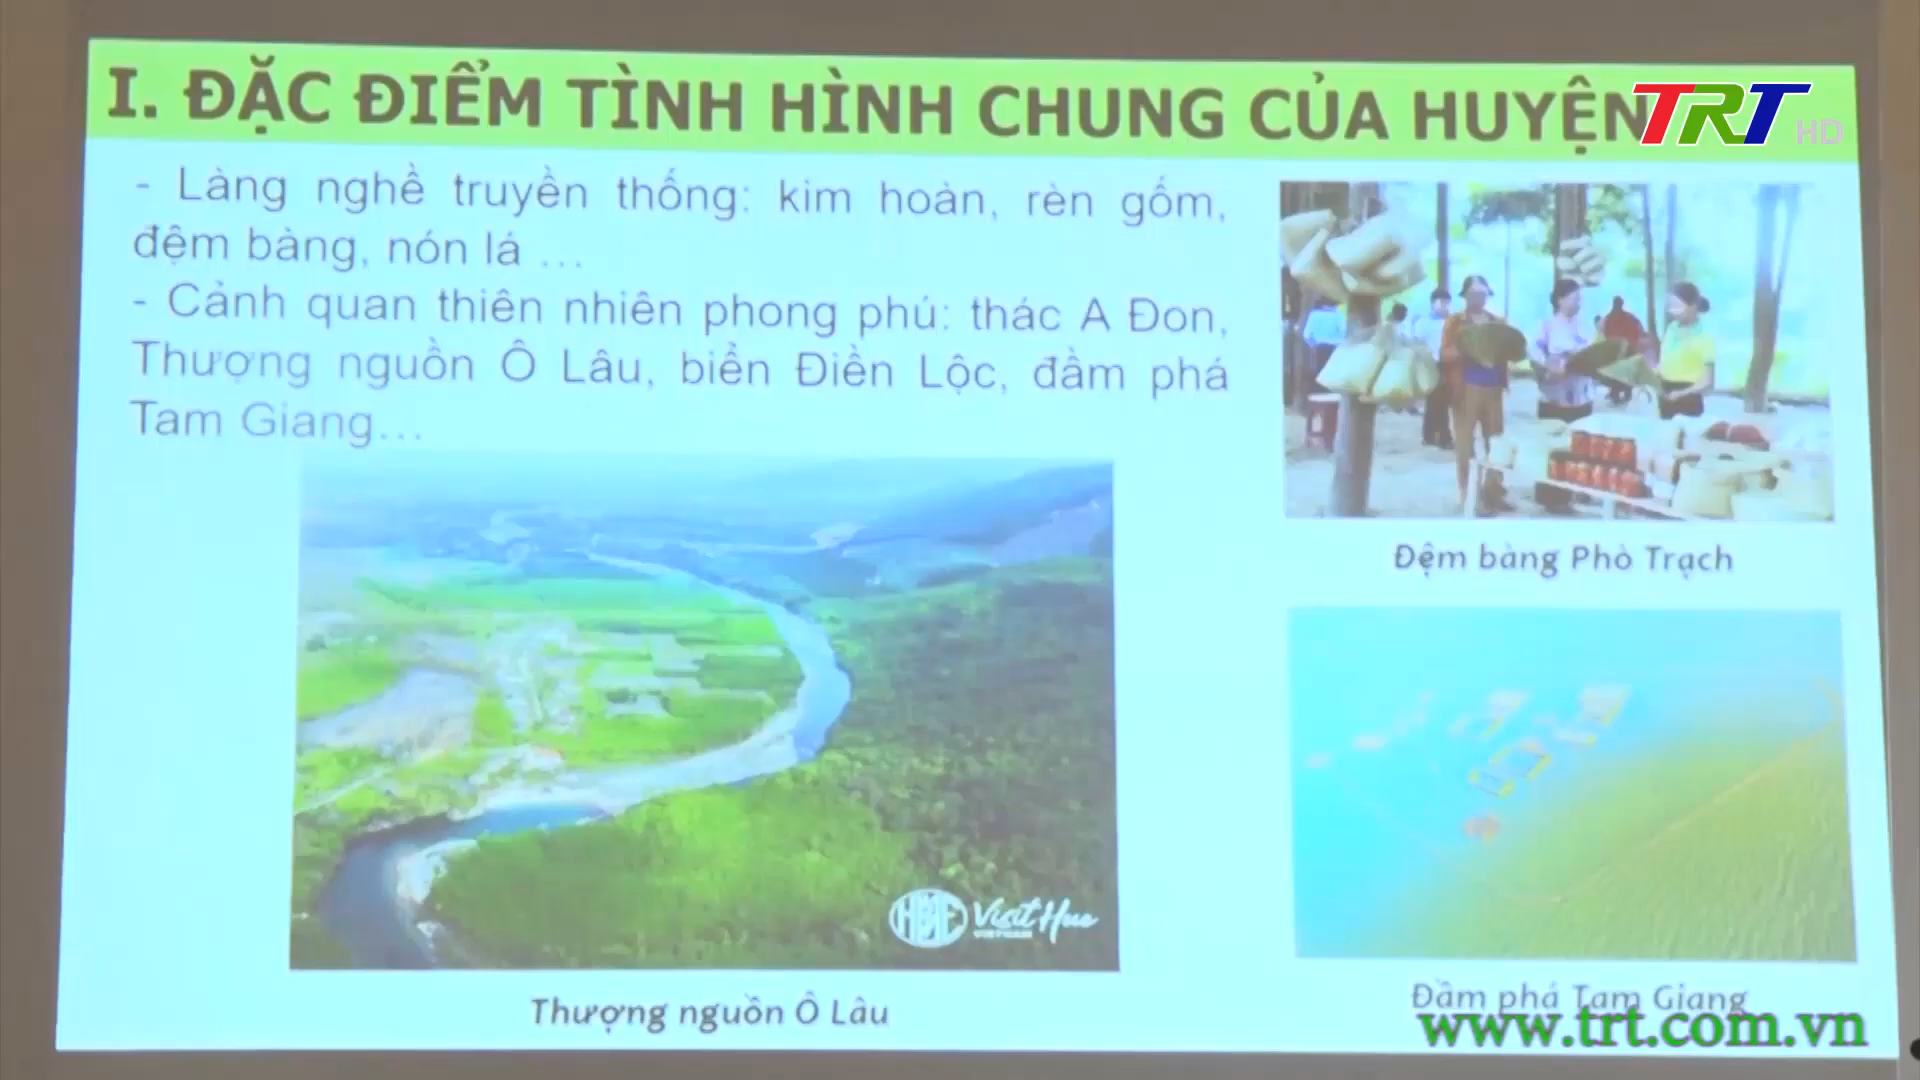 I. ĐẶC ĐIỂM TÌNH HÌNH CHUNG CỦA HUYỆN
TRT HD
- Làng nghề truyền thống: kim hoàn, rèn gốm,
đệm bàng, nón lá ...
- Cảnh quan thiên nhiên phong phú: thác A Đon,
Thượng nguồn Ô Lâu, biển Điền Lộc, đầm phá
Tam Giang...
Đệm bàng Phò Trạch
HUE
Visit Hue
VIETNAM
Thượng nguồn Ô Lâu
Đầm phá Tam Giang
www.trt.com.vn